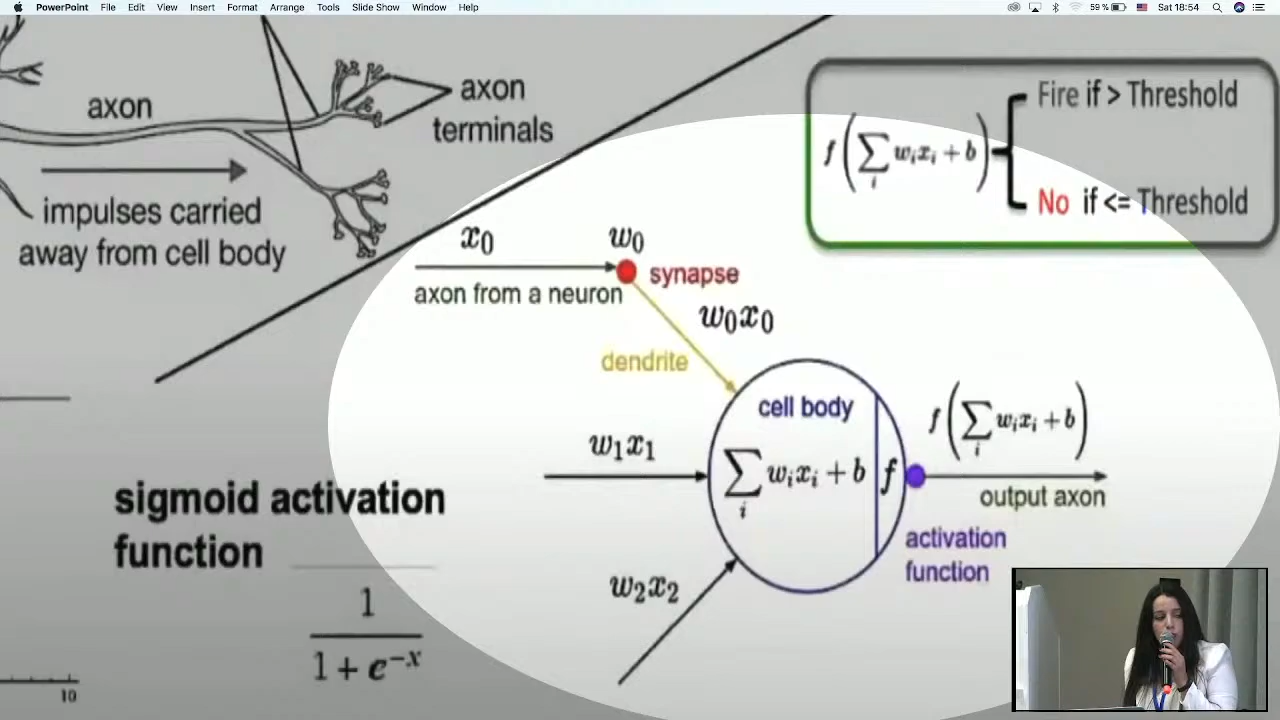 PowerPoint File Edit View Insert Format Arrange Tools Slide Show Window Help 59 % Sat 18:54
axon
axon
terminals
impulses carried
away from cell body
f(∑ᵢ wᵢxᵢ + b)
Fire if > Threshold
No if <= Threshold
x₀
w₀
synapse
axon from a neuron
w₀x₀
dendrite
cell body
w₁x₁
∑ᵢ wᵢxᵢ + b
f
f(∑ᵢ wᵢxᵢ + b)
output axon
activation
function
w₂x₂
sigmoid activation
function
1
1 + e⁻ˣ
10